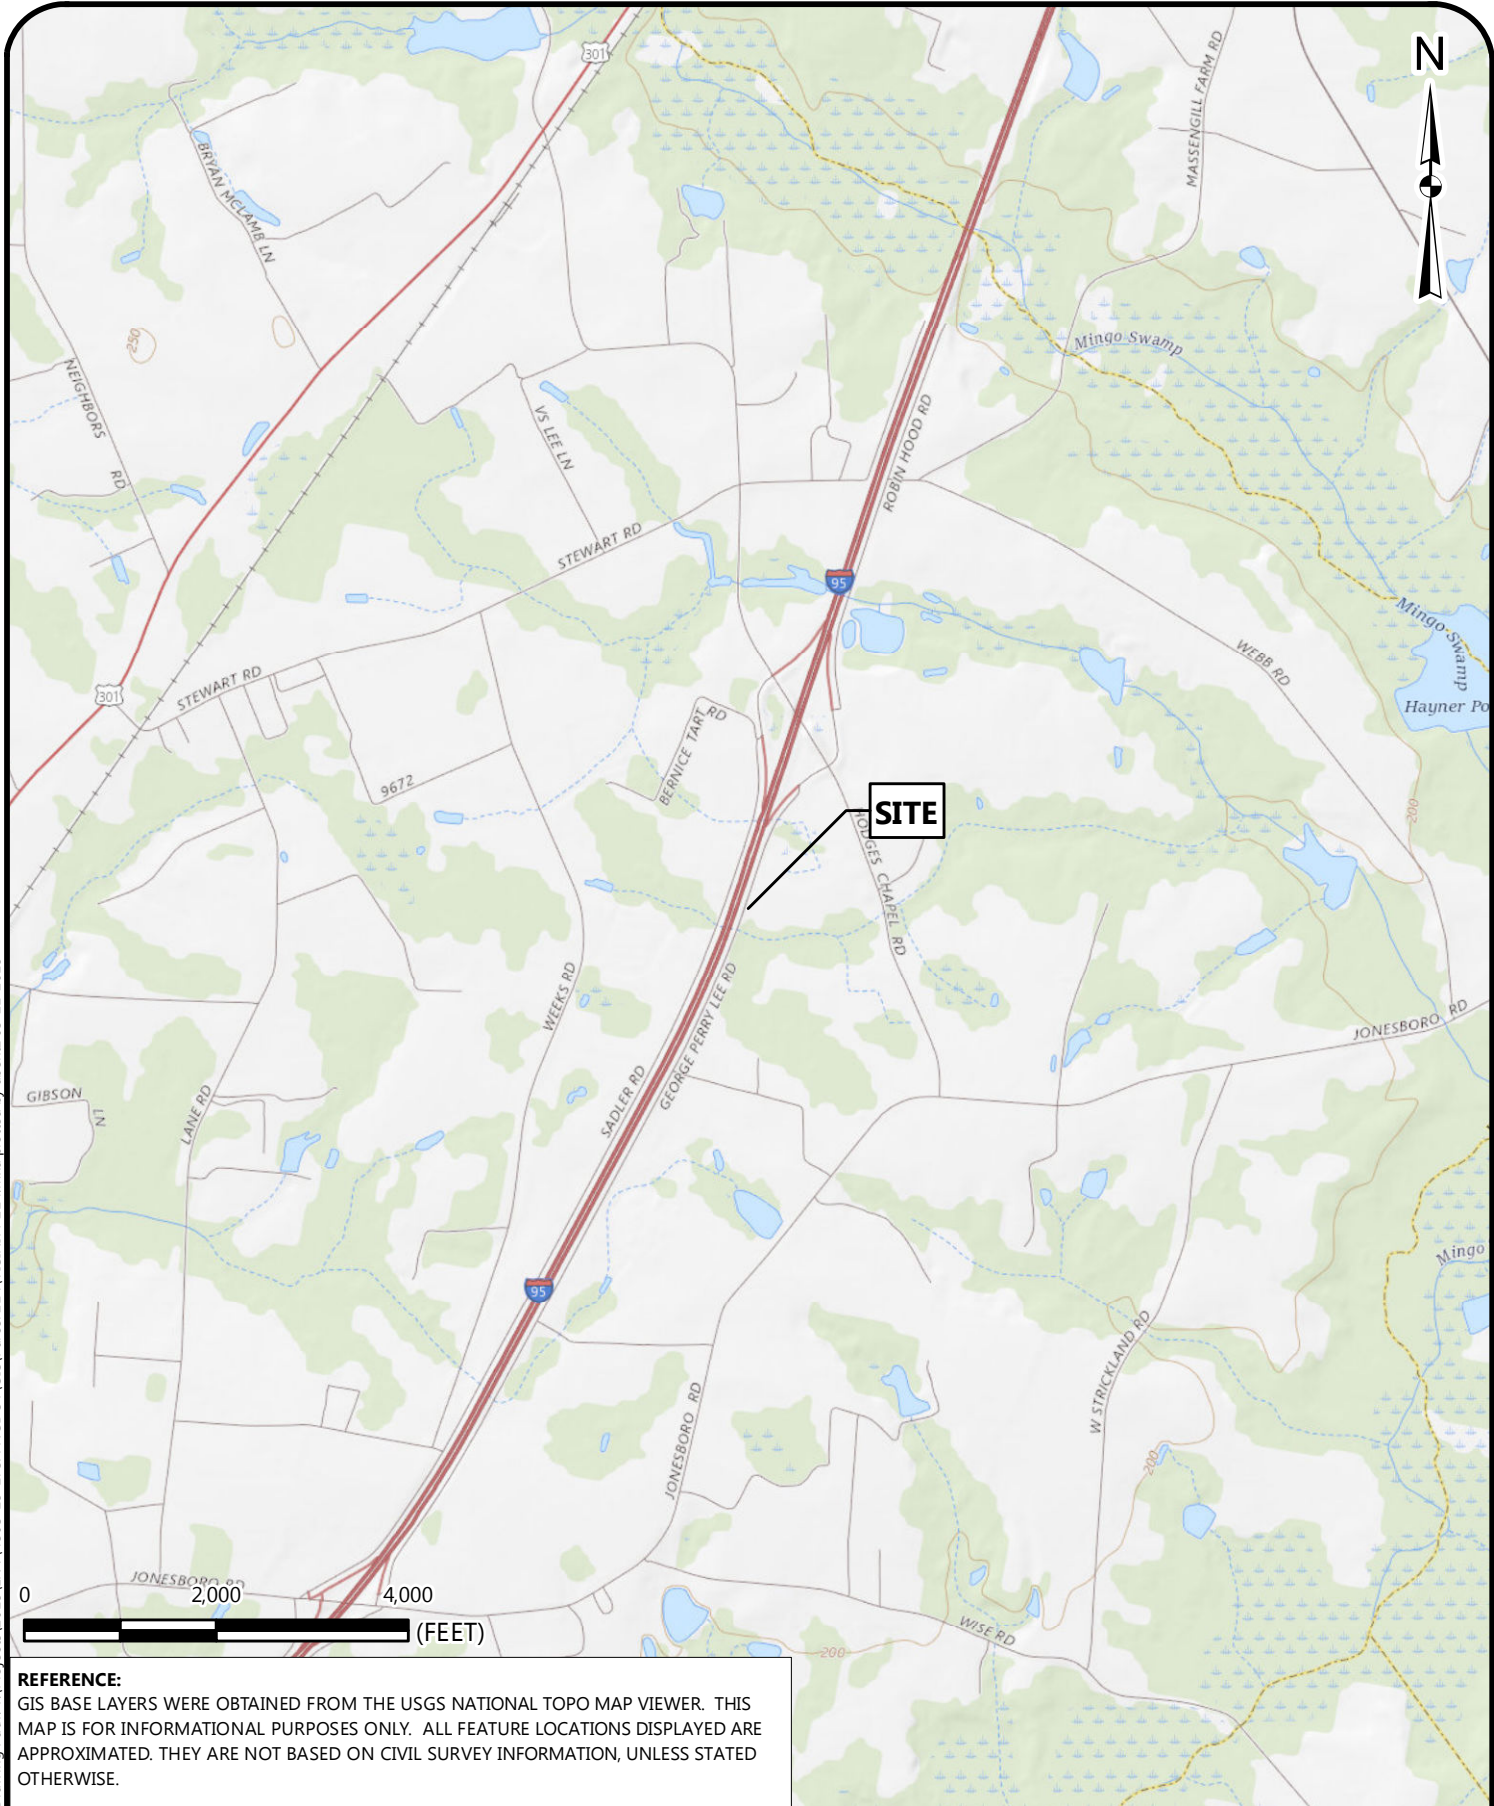 301
N
MASSENGILL FARM RD
BRYAN MCLAMB LN
250
Mingo Swamp
NEIGHBORS RD
VS LEE LN
ROBIN HOOD RD
STEWART RD
95
Mingo Swamp
WEBB RD
STEWART RD
301
Hayner Po
BERNICE TART RD
9672
SITE
200
HODGES CHAPEL RD
WEEKS RD
GEORGE PERRY LEE RD
JONESBORO RD
SADLER RD
GIBSON LN
LANE RD
Mingo
95
W STRICKLAND RD
JONESBORO RD
200
JONESBORO RD
0 2,000 4,000
(FEET)
WISE RD
200
REFERENCE:
GIS BASE LAYERS WERE OBTAINED FROM THE USGS NATIONAL TOPO MAP VIEWER. THIS
MAP IS FOR INFORMATIONAL PURPOSES ONLY. ALL FEATURE LOCATIONS DISPLAYED ARE
APPROXIMATED. THEY ARE NOT BASED ON CIVIL SURVEY INFORMATION, UNLESS STATED
OTHERWISE.